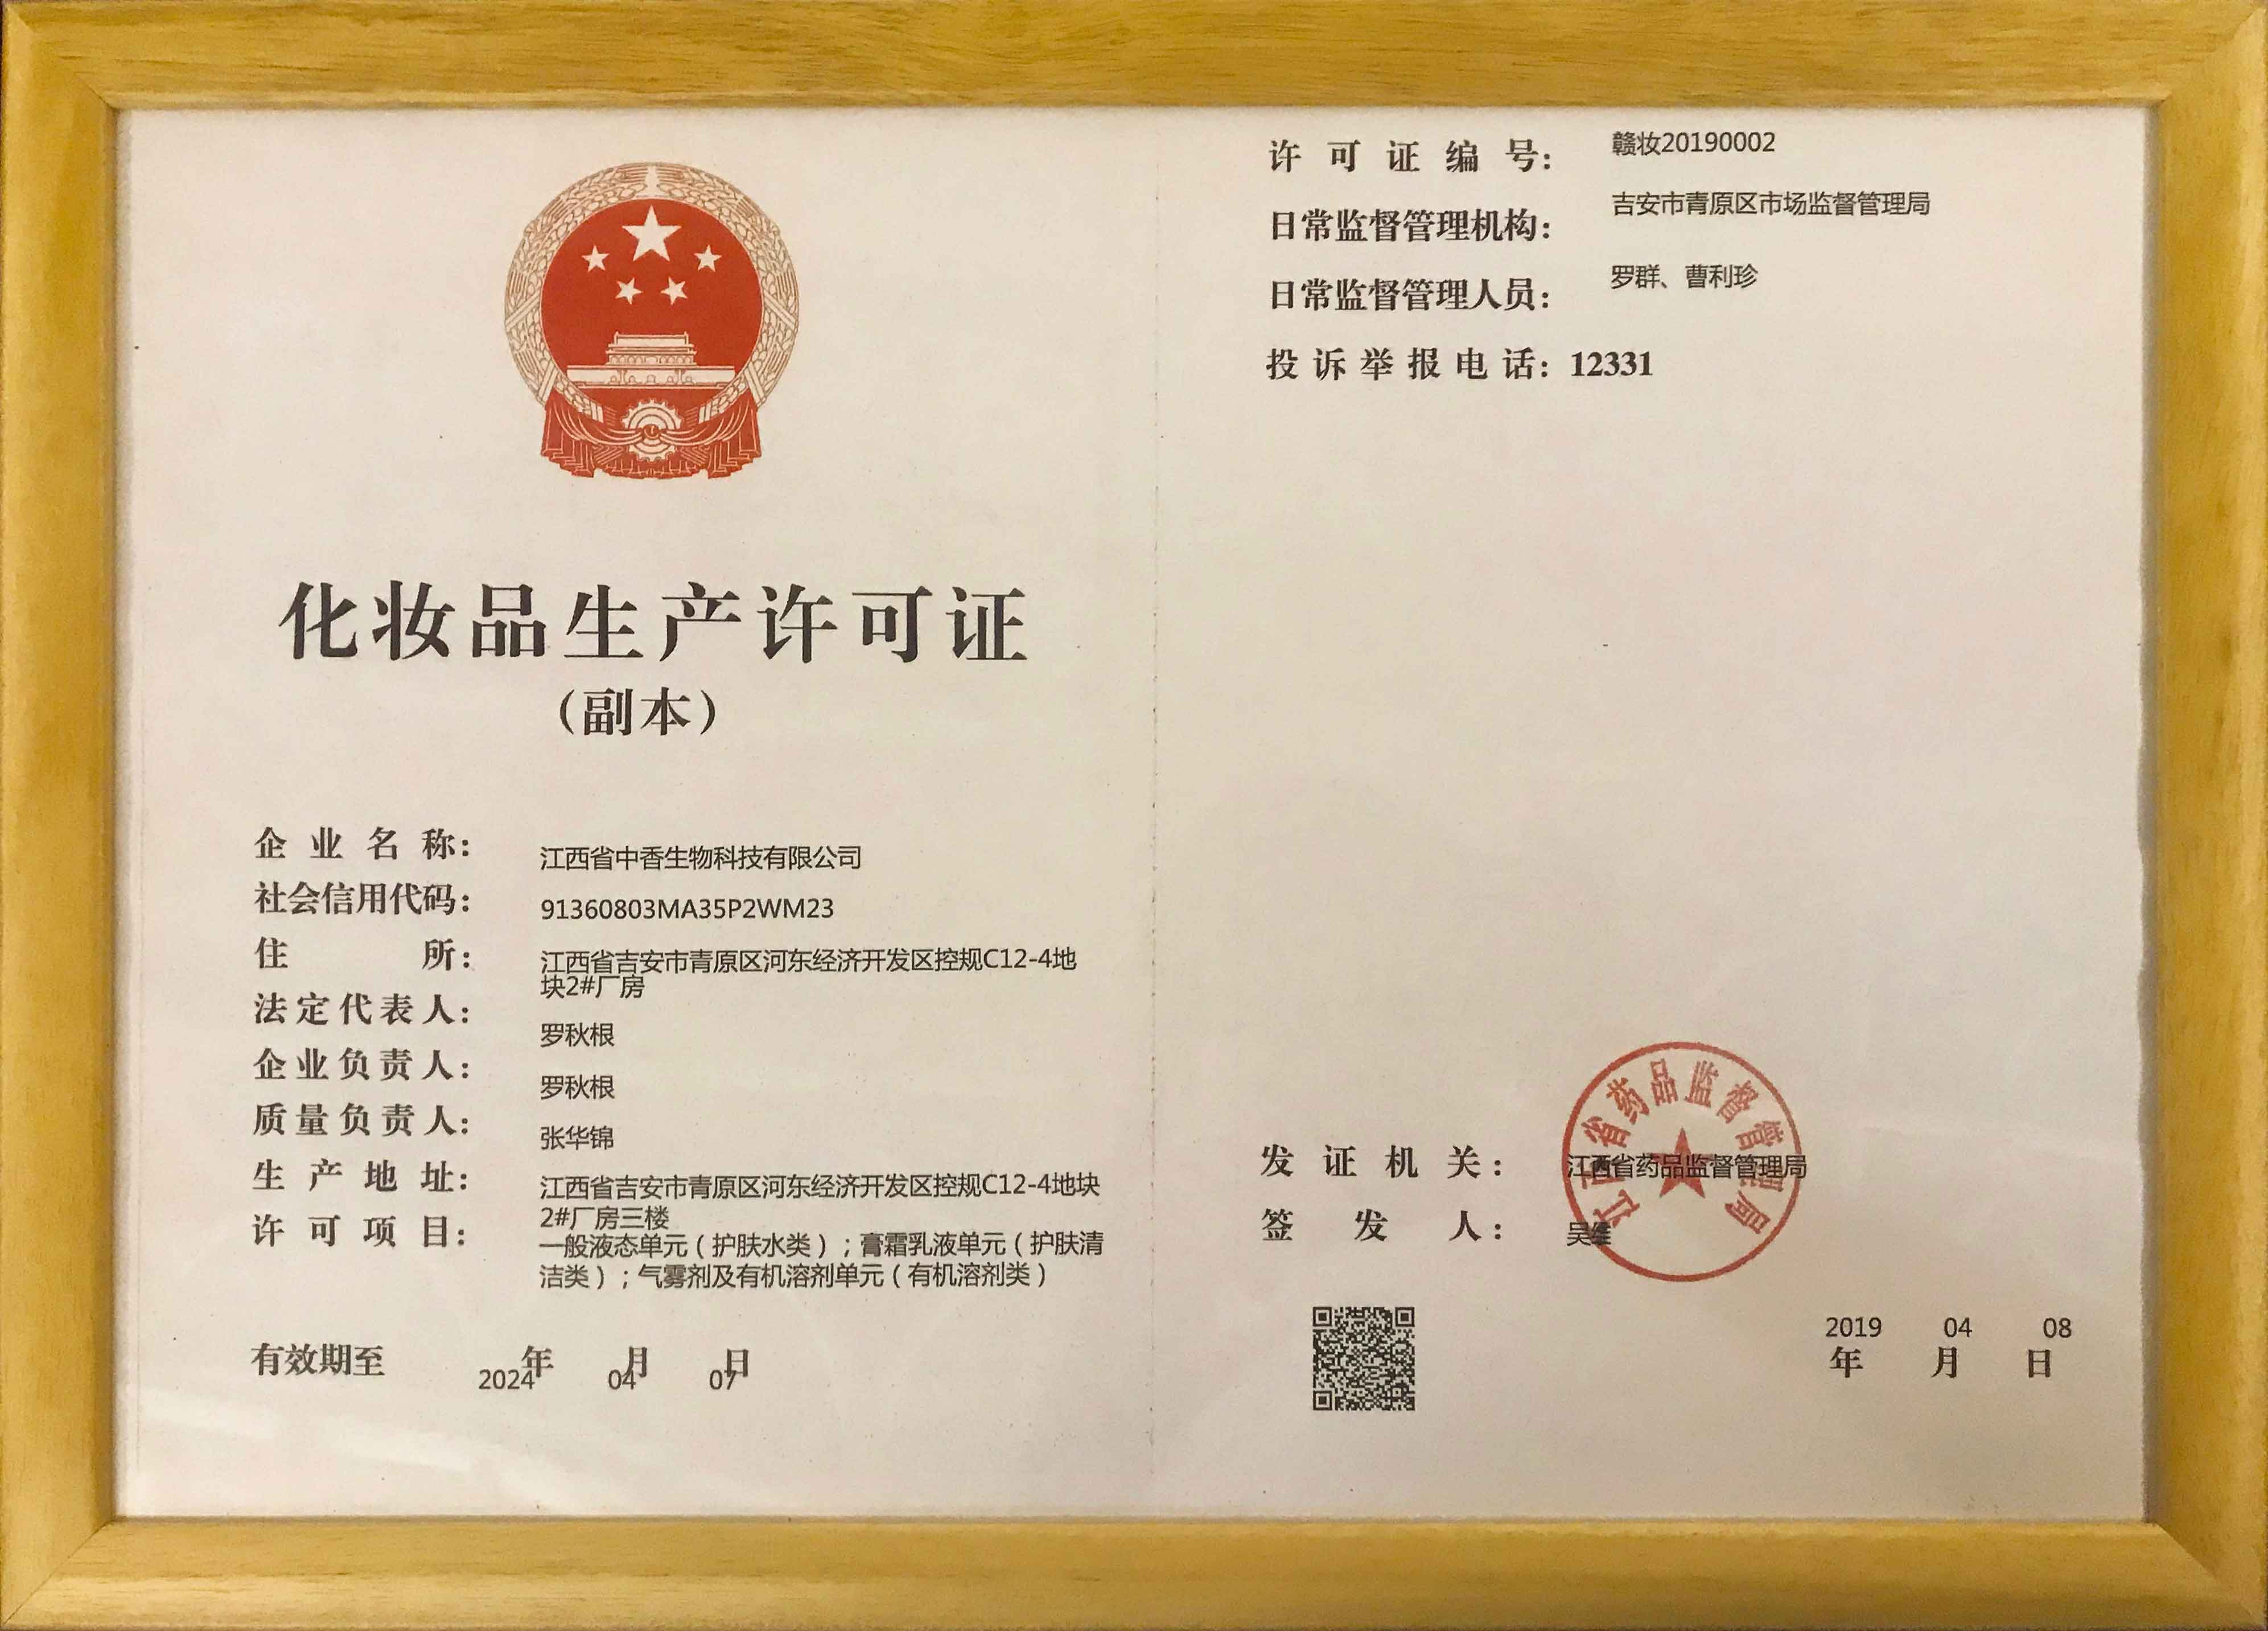 化妆品生产许可证
（副本）
企业名称： 江西省中香生物科技有限公司
社会信用代码： 91360803MA35P2WM23
住所： 江西省吉安市青原区河东经济开发区控规C12-4地
块2#厂房
法定代表人： 罗秋根
企业负责人： 罗秋根
质量负责人： 张华锦
生产地址： 江西省吉安市青原区河东经济开发区控规C12-4地块
2#厂房三楼
许可项目： 一般液态单元（护肤水类）；膏霜乳液单元（护肤清
洁类）；气雾剂及有机溶剂单元（有机溶剂类）
有效期至 2024年 04月 07日
许可证编号： 赣妆20190002
日常监督管理机构： 吉安市青原区市场监督管理局
日常监督管理人员： 罗群、曹利珍
投诉举报电话：12331
江西省药品监督管理局
发证机关： 江西省药品监督管理局
签发人： 吴维
2019 04 08
年 月 日